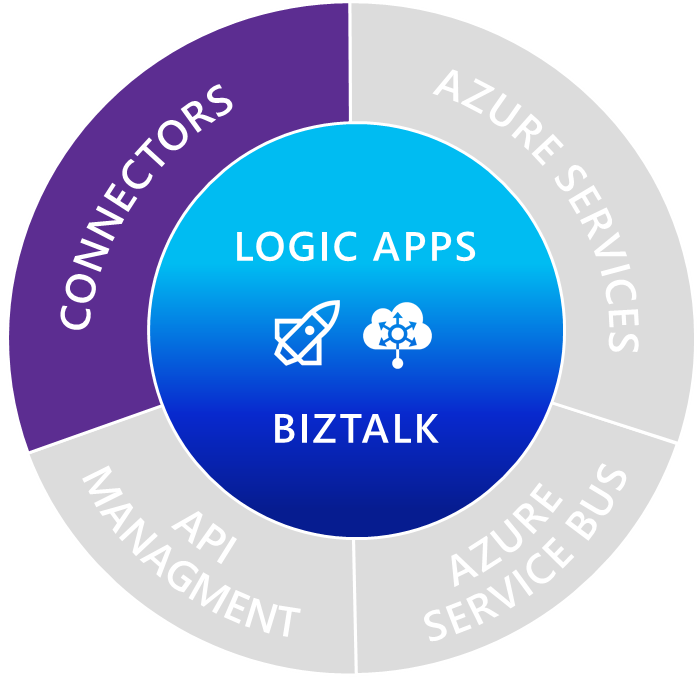 CONNECTORS
AZURE SERVICES
LOGIC APPS
BIZTALK
API
MANAGMENT
AZURE
SERVICE BUS